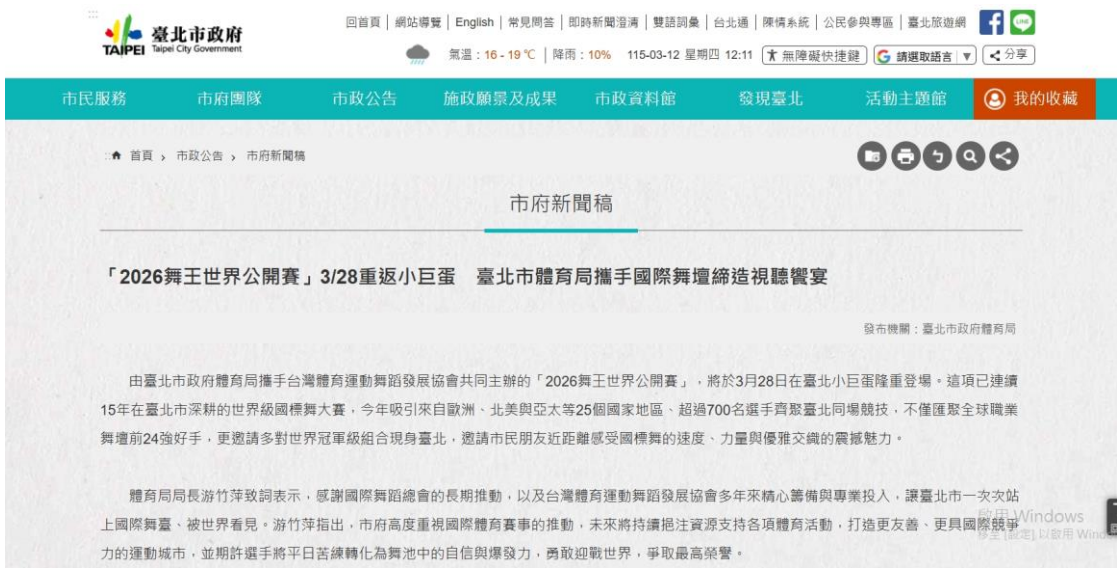 臺北市政府
TAIPEI Taipei City Government
回首頁 | 網站導覽 | English | 常見問答 | 即時新聞澄清 | 雙語詞彙 | 台北通 | 陳情系統 | 公民參與專區 | 臺北旅遊網
LINE
氣溫：16 - 19 ℃ | 降雨：10% 115-03-12 星期四 12:11 無障礙快捷鍵 請選取語言 ▼ 分享
市民服務 市府團隊 市政公告 施政願景及成果 市政資料館 發現臺北 活動主題館 我的收藏
首頁 › 市政公告 › 市府新聞稿
市府新聞稿
「2026舞王世界公開賽」3/28重返小巨蛋 臺北市體育局攜手國際舞壇締造視聽饗宴
發布機關：臺北市政府體育局
由臺北市政府體育局攜手台灣體育運動舞蹈發展協會共同主辦的「2026舞王世界公開賽」，將於3月28日在臺北小巨蛋隆重登場。這項已連續
15年在臺北市深耕的世界級國標舞大賽，今年吸引來自歐洲、北美與亞太等25個國家地區、超過700名選手齊聚臺北同場競技，不僅匯聚全球職業
舞壇前24強好手，更邀請多對世界冠軍級組合現身臺北，邀請市民朋友近距離感受國標舞的速度、力量與優雅交織的震撼魅力。
體育局局長游竹萍致詞表示，感謝國際舞蹈總會的長期推動，以及台灣體育運動舞蹈發展協會多年來精心籌備與專業投入，讓臺北市一次次站
上國際舞臺、被世界看見。游竹萍指出，市府高度重視國際體育賽事的推動，未來將持續挹注資源支持各項體育活動，打造更友善、更具國際競爭
力的運動城市，並期許選手將平日苦練轉化為舞池中的自信與爆發力，勇敢迎戰世界，爭取最高榮譽。
啟用 Windows
移至 [設定] 以啟用 Wind